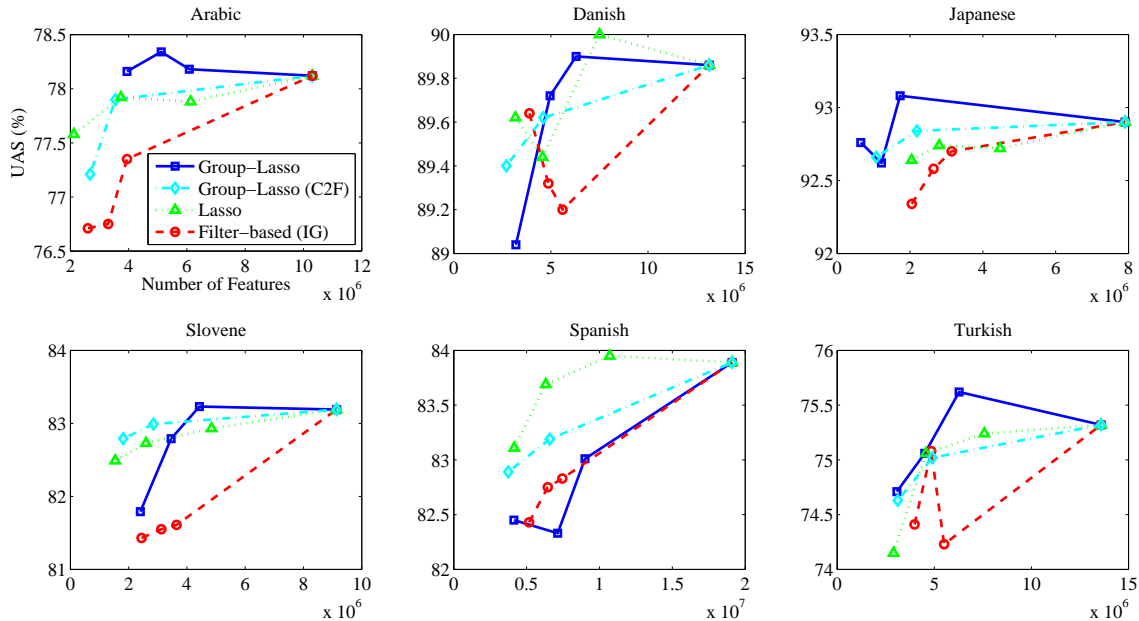 Arabic
78.5
78
77.5
77
76.5
UAS (%)
2 4 6 8 10 12
Number of Features
x 10^6
Group−Lasso
Group−Lasso (C2F)
Lasso
Filter−based (IG)
Danish
90
89.8
89.6
89.4
89.2
89
0 5 10 15
x 10^6
Japanese
93.5
93
92.5
92
0 2 4 6 8
x 10^6
Slovene
84
83
82
81
0 2 4 6 8 10
x 10^6
Spanish
84
83.5
83
82.5
82
0 0.5 1 1.5 2
x 10^7
Turkish
76
75.5
75
74.5
74
0 5 10 15
x 10^6